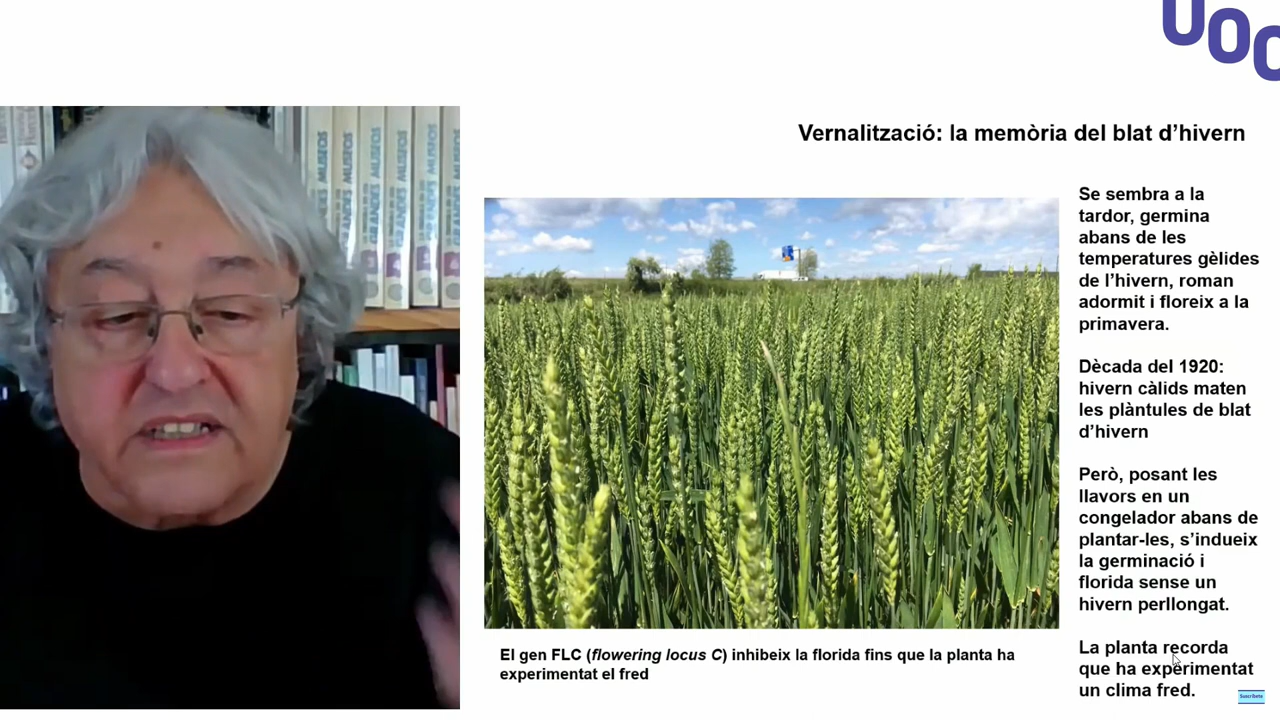 UOC
Vernalització: la memòria del blat d’hivern
Se sembra a la
tardor, germina
abans de les
temperatures gèlides
de l’hivern, roman
adormit i floreix a la
primavera.
Dècada del 1920:
hivern càlids maten
les plàntules de blat
d’hivern
Però, posant les
llavors en un
congelador abans de
plantar-les, s’indueix
la germinació i
florida sense un
hivern perllongat.
La planta recorda
que ha experimentat
un clima fred.
El gen FLC (flowering locus C) inhibeix la florida fins que la planta ha
experimentat el fred
Suscríbete
GRANDES MUSEOS